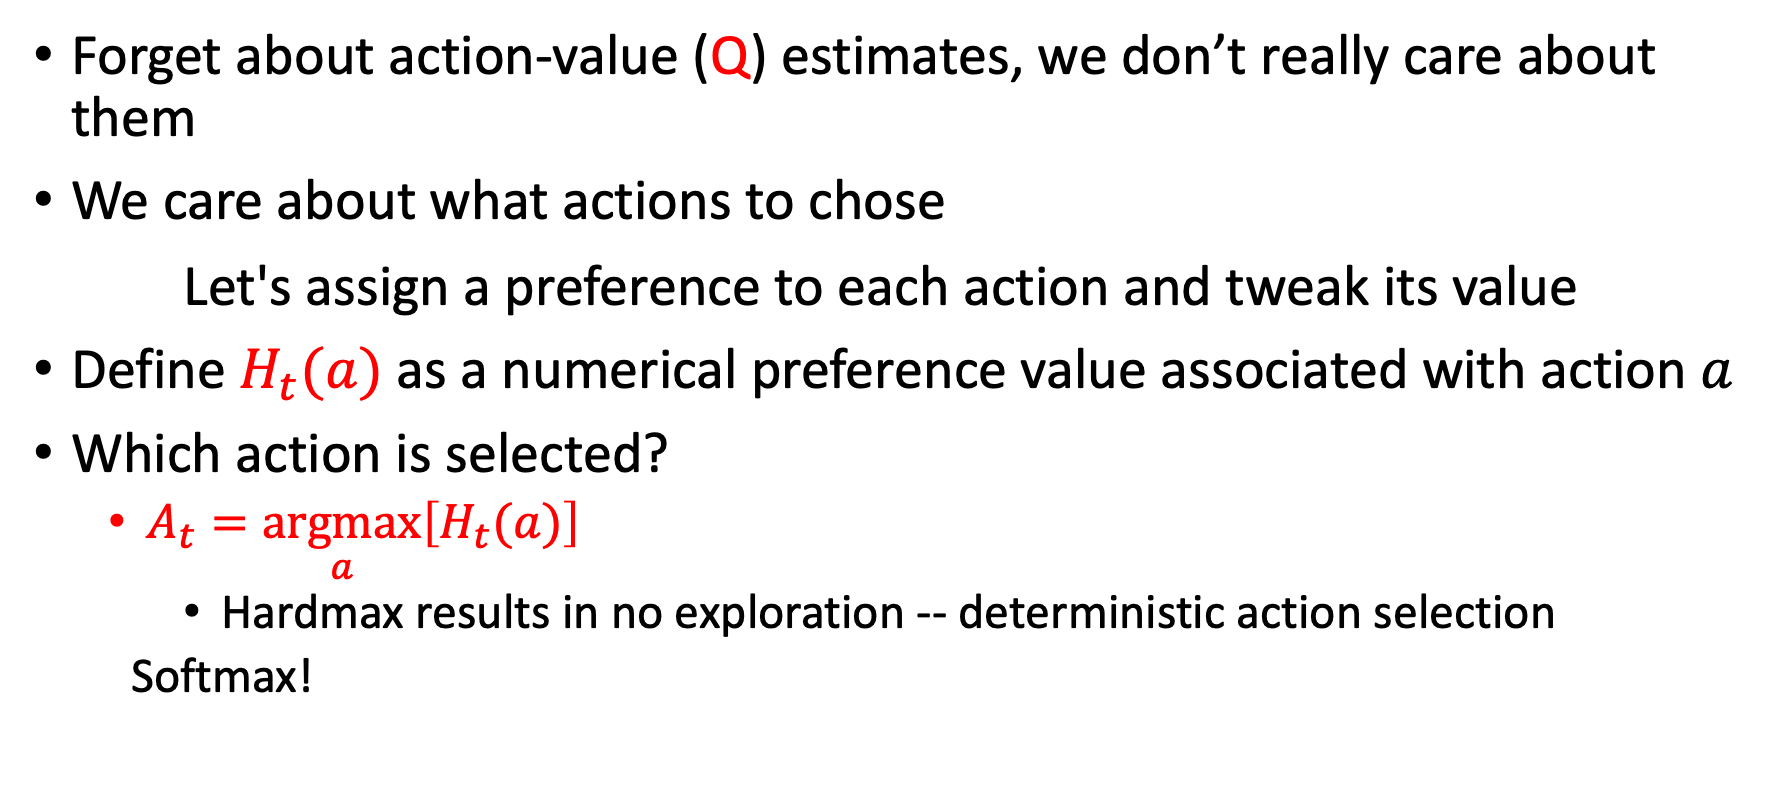 • Forget about action-value (Q) estimates, we don’t really care about
them
• We care about what actions to chose
Let's assign a preference to each action and tweak its value
• Define Hₜ(a) as a numerical preference value associated with action a
• Which action is selected?
• Aₜ = argmax[Hₜ(a)]
a
• Hardmax results in no exploration -- deterministic action selection
Softmax!